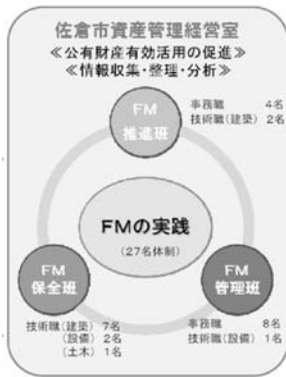 佐倉市資産管理経営室
≪公有財産有効活用の促進≫
≪情報収集・整理・分析≫
FM
推進班
事務職 4名
技術職(建築) 2名
FMの実践
(27名体制)
FM
保全班
技術職(建築) 7名
(設備) 2名
(土木) 1名
FM
管理班
事務職 8名
技術職(設備) 1名